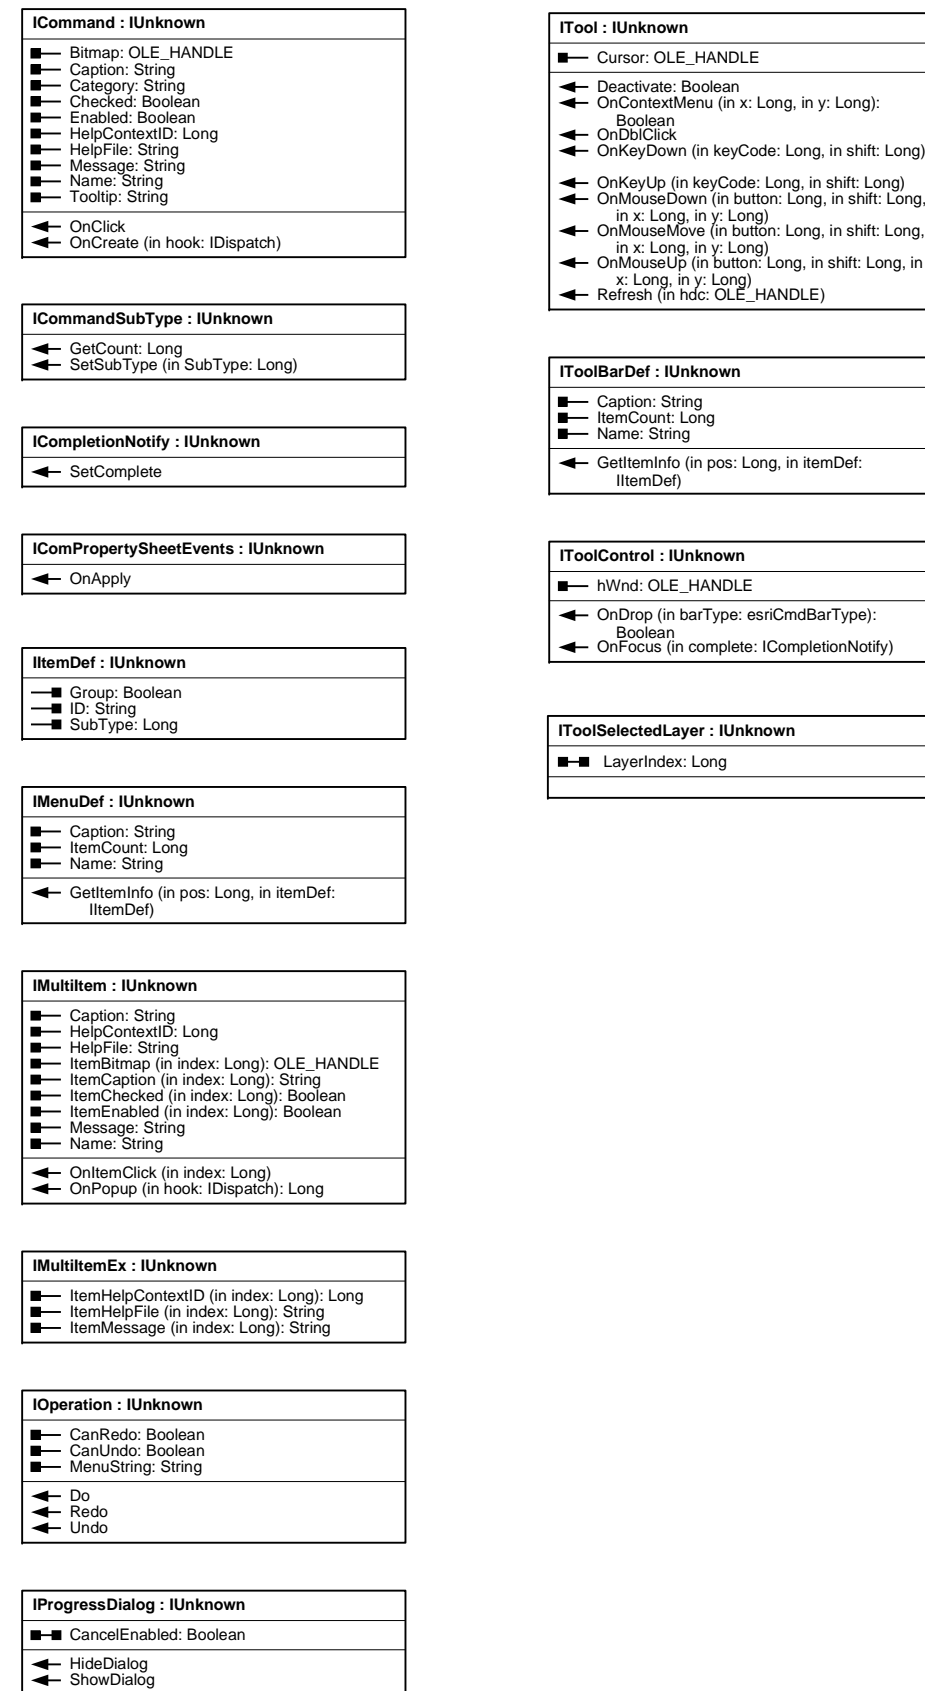 ICommand : IUnknown
Bitmap: OLE_HANDLE
Caption: String
Category: String
Checked: Boolean
Enabled: Boolean
HelpContextID: Long
HelpFile: String
Message: String
Name: String
Tooltip: String
OnClick
OnCreate (in hook: IDispatch)
ICommandSubType : IUnknown
GetCount: Long
SetSubType (in SubType: Long)
ICompletionNotify : IUnknown
SetComplete
IComPropertySheetEvents : IUnknown
OnApply
IItemDef : IUnknown
Group: Boolean
ID: String
SubType: Long
IMenuDef : IUnknown
Caption: String
ItemCount: Long
Name: String
GetItemInfo (in pos: Long, in itemDef:
IItemDef)
IMultiItem : IUnknown
Caption: String
HelpContextID: Long
HelpFile: String
ItemBitmap (in index: Long): OLE_HANDLE
ItemCaption (in index: Long): String
ItemChecked (in index: Long): Boolean
ItemEnabled (in index: Long): Boolean
Message: String
Name: String
OnItemClick (in index: Long)
OnPopup (in hook: IDispatch): Long
IMultiItemEx : IUnknown
ItemHelpContextID (in index: Long): Long
ItemHelpFile (in index: Long): String
ItemMessage (in index: Long): String
IOperation : IUnknown
CanRedo: Boolean
CanUndo: Boolean
MenuString: String
Do
Redo
Undo
IProgressDialog : IUnknown
CancelEnabled: Boolean
HideDialog
ShowDialog
ITool : IUnknown
Cursor: OLE_HANDLE
Deactivate: Boolean
OnContextMenu (in x: Long, in y: Long):
Boolean
OnDblClick
OnKeyDown (in keyCode: Long, in shift: Long)
OnKeyUp (in keyCode: Long, in shift: Long)
OnMouseDown (in button: Long, in shift: Long,
in x: Long, in y: Long)
OnMouseMove (in button: Long, in shift: Long,
in x: Long, in y: Long)
OnMouseUp (in button: Long, in shift: Long, in
x: Long, in y: Long)
Refresh (in hdc: OLE_HANDLE)
IToolBarDef : IUnknown
Caption: String
ItemCount: Long
Name: String
GetItemInfo (in pos: Long, in itemDef:
IItemDef)
IToolControl : IUnknown
hWnd: OLE_HANDLE
OnDrop (in barType: esriCmdBarType):
Boolean
OnFocus (in complete: ICompletionNotify)
IToolSelectedLayer : IUnknown
LayerIndex: Long